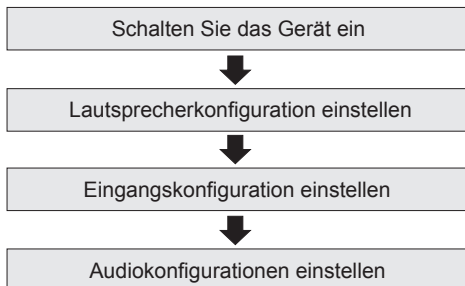 Schalten Sie das Gerät ein
Lautsprecherkonfiguration einstellen
Eingangskonfiguration einstellen
Audiokonfigurationen einstellen